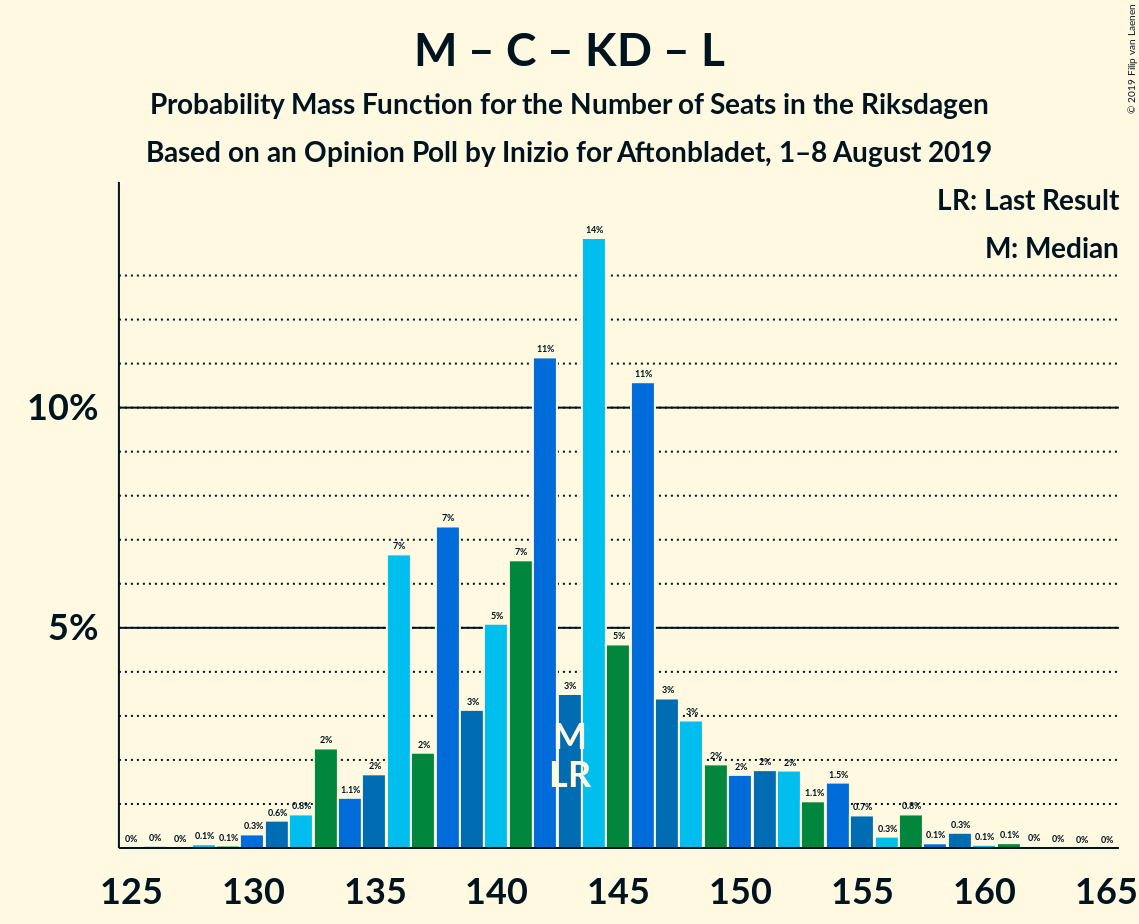 M – C – KD – L
Probability Mass Function for the Number of Seats in the Riksdagen
Based on an Opinion Poll by Inizio for Aftonbladet, 1–8 August 2019
© 2019 Filip van Laenen
LR: Last Result
M: Median
10%
5%
0% 0% 0% 0.1% 0.1% 0.3% 0.6% 0.8% 2% 1.1% 2% 7% 2% 7% 3% 5% 7% 11% 3% 14% 5% 11% 3% 3% 2% 2% 2% 2% 1.1% 1.5% 0.7% 0.3% 0.8% 0.1% 0.3% 0.1% 0.1% 0% 0% 0% 0%
M
LR
125 130 135 140 145 150 155 160 165